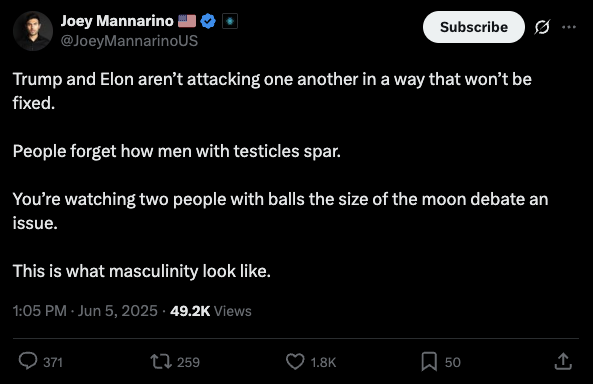 Joey Mannarino 🇺🇸
Subscribe
@JoeyMannarinoUS
Trump and Elon aren’t attacking one another in a way that won’t be
fixed.
People forget how men with testicles spar.
You’re watching two people with balls the size of the moon debate an
issue.
This is what masculinity look like.
1:05 PM · Jun 5, 2025 · 49.2K Views
371 259 1.8K 50